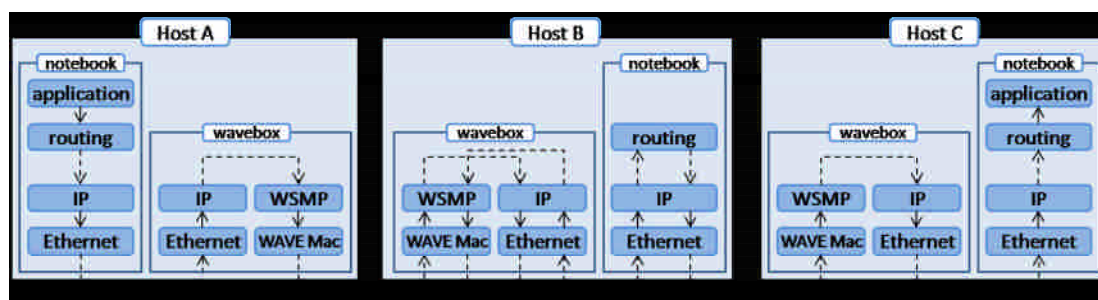 Host A
notebook
application
routing
IP
Ethernet
wavebox
IP
WSMP
Ethernet
WAVE Mac
Host B
wavebox
WSMP
IP
WAVE Mac
Ethernet
notebook
routing
IP
Ethernet
Host C
wavebox
WSMP
IP
WAVE Mac
Ethernet
notebook
application
routing
IP
Ethernet